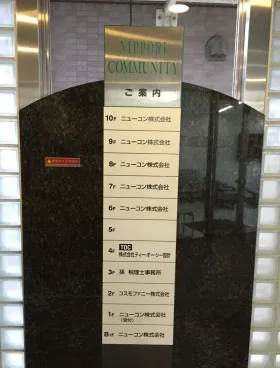 NIPPORI
COMMUNITY
ご案内
10F ニューコン株式会社
9F ニューコン株式会社
8F ニューコン株式会社
7F ニューコン株式会社
6F ニューコン株式会社
5F
4F TOC
株式会社ティーオーシー設計
3F 孫 税理士事務所
2F コスモファニー株式会社
1F ニューコン株式会社
(受付)
B1F ニューコン株式会社